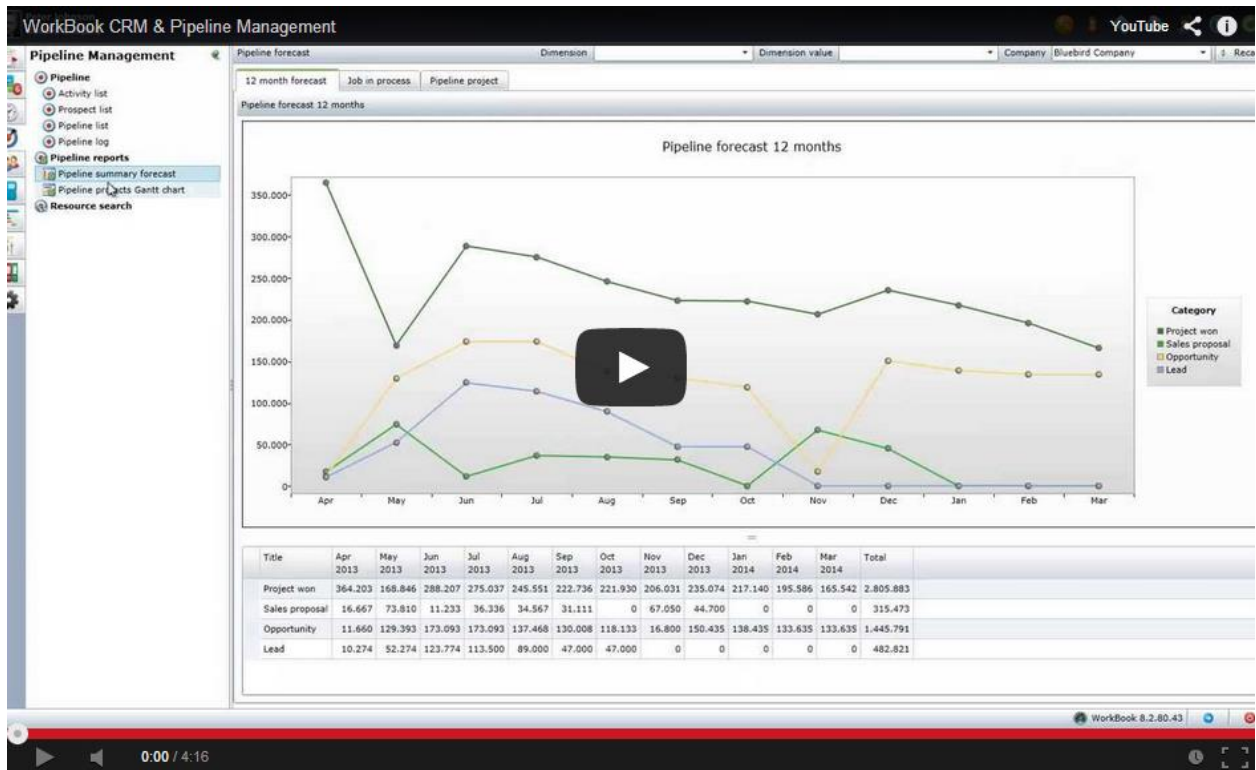 WorkBook CRM & Pipeline Management
YouTube
Pipeline Management
Pipeline
Activity list
Prospect list
Pipeline list
Pipeline log
Pipeline reports
Pipeline summary forecast
Pipeline projects Gantt chart
Resource search
Pipeline forecast Dimension Dimension value Company Bluebird Company
12 month forecast Job in process Pipeline project
Pipeline forecast 12 months
Pipeline forecast 12 months
350.000
300.000
250.000
200.000
150.000
100.000
50.000
0
Apr May Jun Jul Aug Sep Oct Nov Dec Jan Feb Mar
Category
Project won
Sales proposal
Opportunity
Lead
Title Apr 2013 May 2013 Jun 2013 Jul 2013 Aug 2013 Sep 2013 Oct 2013 Nov 2013 Dec 2013 Jan 2014 Feb 2014 Mar 2014 Total
Project won 364.203 168.846 288.207 275.037 245.551 222.736 221.930 206.031 235.074 217.140 195.586 165.542 2.805.883
Sales proposal 16.667 73.810 11.233 36.336 34.567 31.111 0 67.050 44.700 0 0 0 315.473
Opportunity 11.660 129.393 173.093 173.093 137.468 130.008 118.133 16.800 150.435 138.435 133.635 133.635 1.445.791
Lead 10.274 52.274 123.774 113.500 89.000 47.000 47.000 0 0 0 0 0 482.821
WorkBook 8.2.80.43
0:00 / 4:16